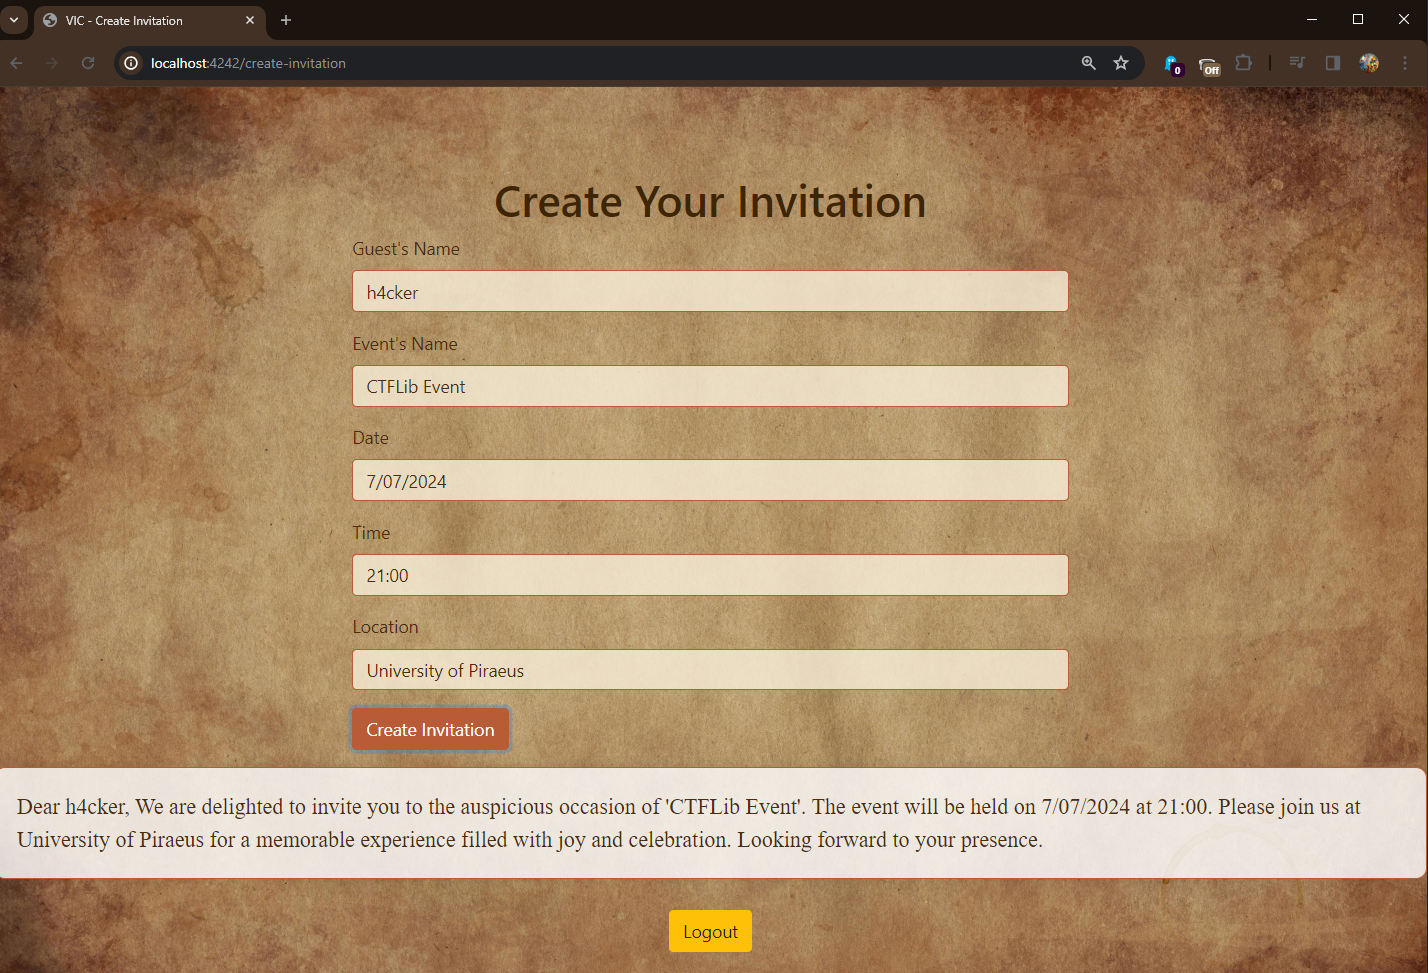 VIC - Create Invitation
localhost:4242/create-invitation
0
Off
Create Your Invitation
Guest's Name
h4cker
Event's Name
CTFLib Event
Date
7/07/2024
Time
21:00
Location
University of Piraeus
Create Invitation
Dear h4cker, We are delighted to invite you to the auspicious occasion of 'CTFLib Event'. The event will be held on 7/07/2024 at 21:00. Please join us at
University of Piraeus for a memorable experience filled with joy and celebration. Looking forward to your presence.
Logout